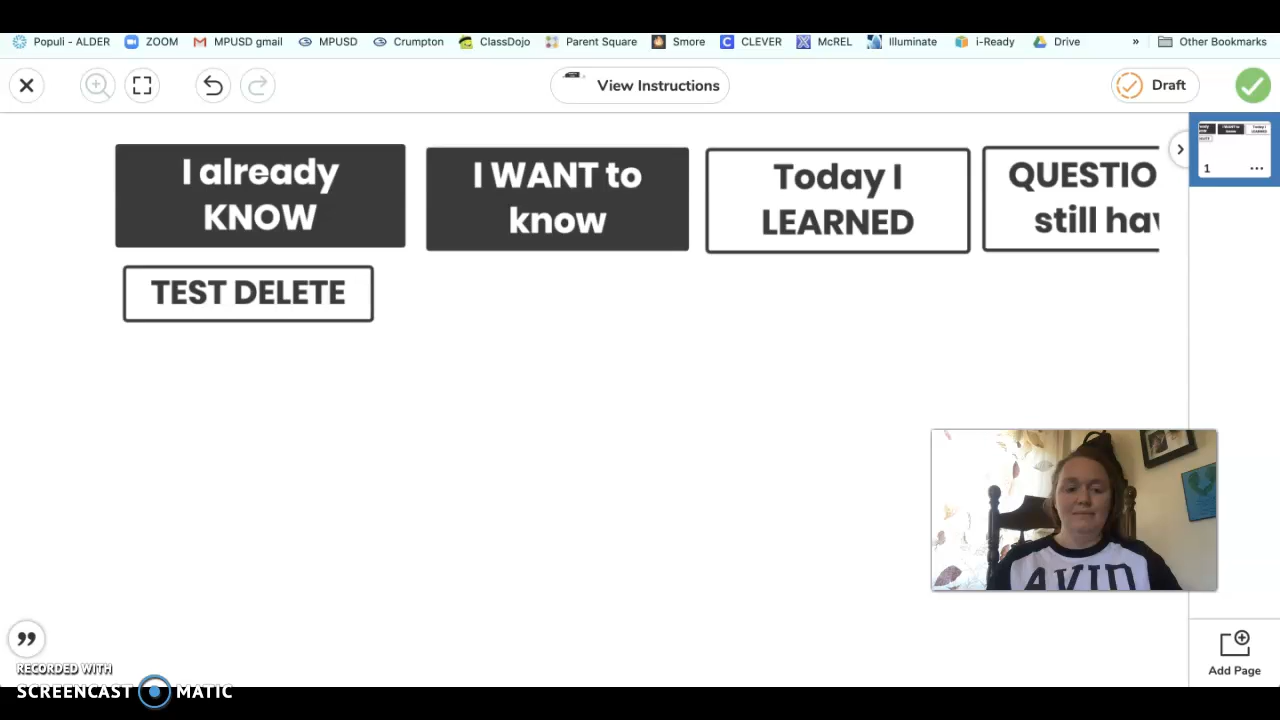 Populi - ALDER ZOOM MPUSD gmail MPUSD Crumpton ClassDojo Parent Square Smore CLEVER McREL Illuminate i-Ready Drive » Other Bookmarks
View Instructions
Draft
I already
KNOW
I WANT to
know
Today I
LEARNED
QUESTIO
still hav
TEST DELETE
1
AVID
Add Page
RECORDED WITH
SCREENCAST MATIC